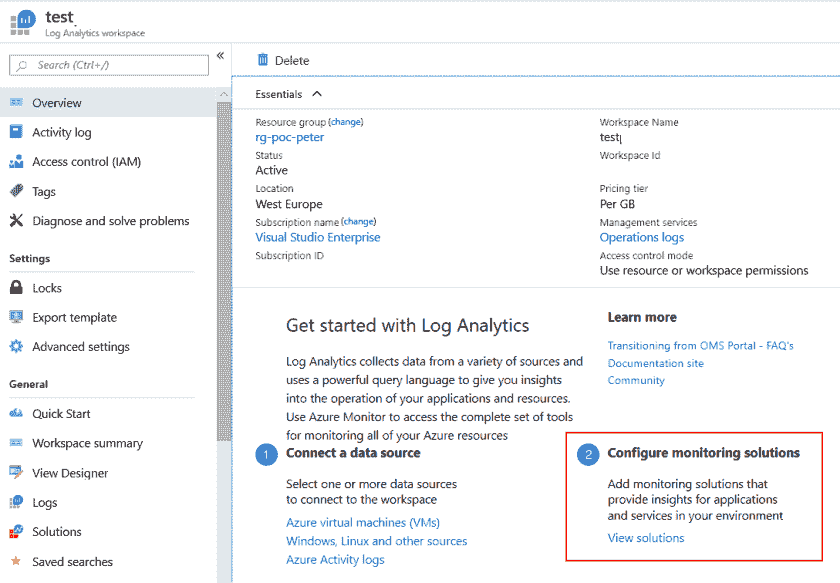 test
Log Analytics workspace
Search (Ctrl+/)
«
Overview
Activity log
Access control (IAM)
Tags
Diagnose and solve problems
Settings
Locks
Export template
Advanced settings
General
Quick Start
Workspace summary
View Designer
Logs
Solutions
Saved searches
Delete
Essentials
Resource group (change)
rg-poc-peter
Status
Active
Location
West Europe
Subscription name (change)
Visual Studio Enterprise
Subscription ID
Workspace Name
test
Workspace Id
Pricing tier
Per GB
Management services
Operations logs
Access control mode
Use resource or workspace permissions
Get started with Log Analytics
Log Analytics collects data from a variety of sources and
uses a powerful query language to give you insights
into the operation of your applications and resources.
Use Azure Monitor to access the complete set of tools
for monitoring all of your Azure resources
1 Connect a data source
Select one or more data sources
to connect to the workspace
Azure virtual machines (VMs)
Windows, Linux and other sources
Azure Activity logs
Learn more
Transitioning from OMS Portal - FAQ's
Documentation site
Community
2 Configure monitoring solutions
Add monitoring solutions that
provide insights for applications
and services in your environment
View solutions